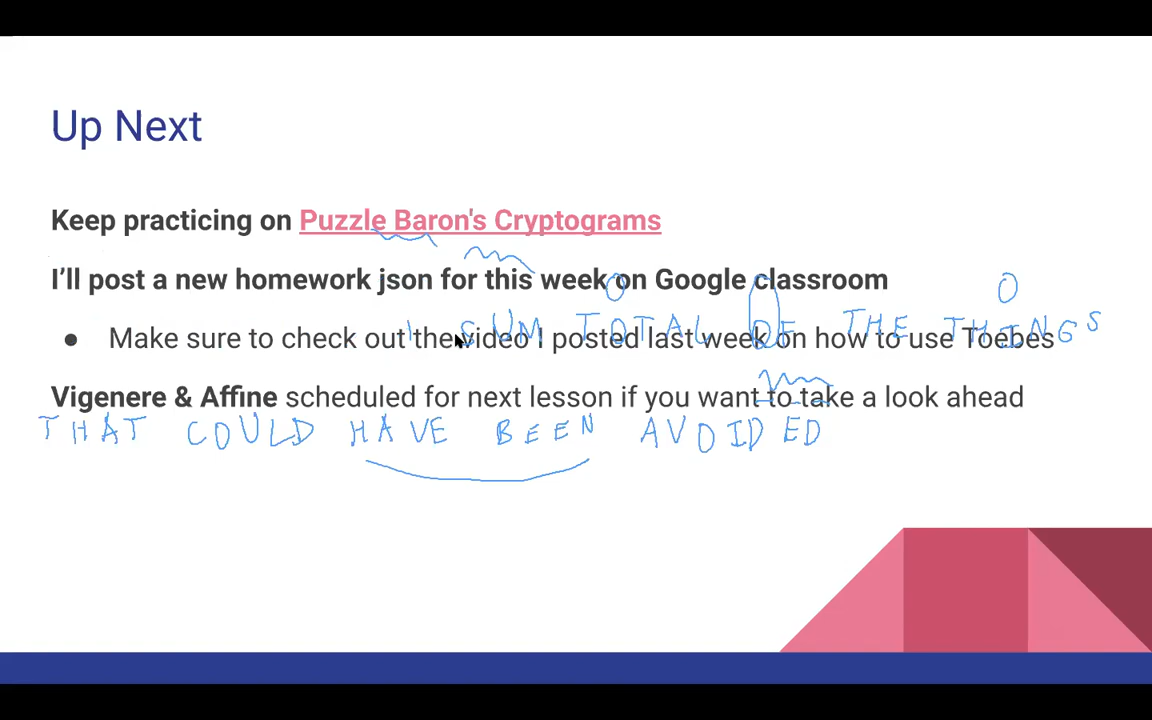 Up Next
Keep practicing on Puzzle Baron's Cryptograms
I'll post a new homework json for this week on Google classroom
O O
SUM TOTAL OF THE THINGS
● Make sure to check out the video I posted last week on how to use Toebes
Vigenere & Affine scheduled for next lesson if you want to take a look ahead
THAT COULD HAVE BEEN AVOIDED